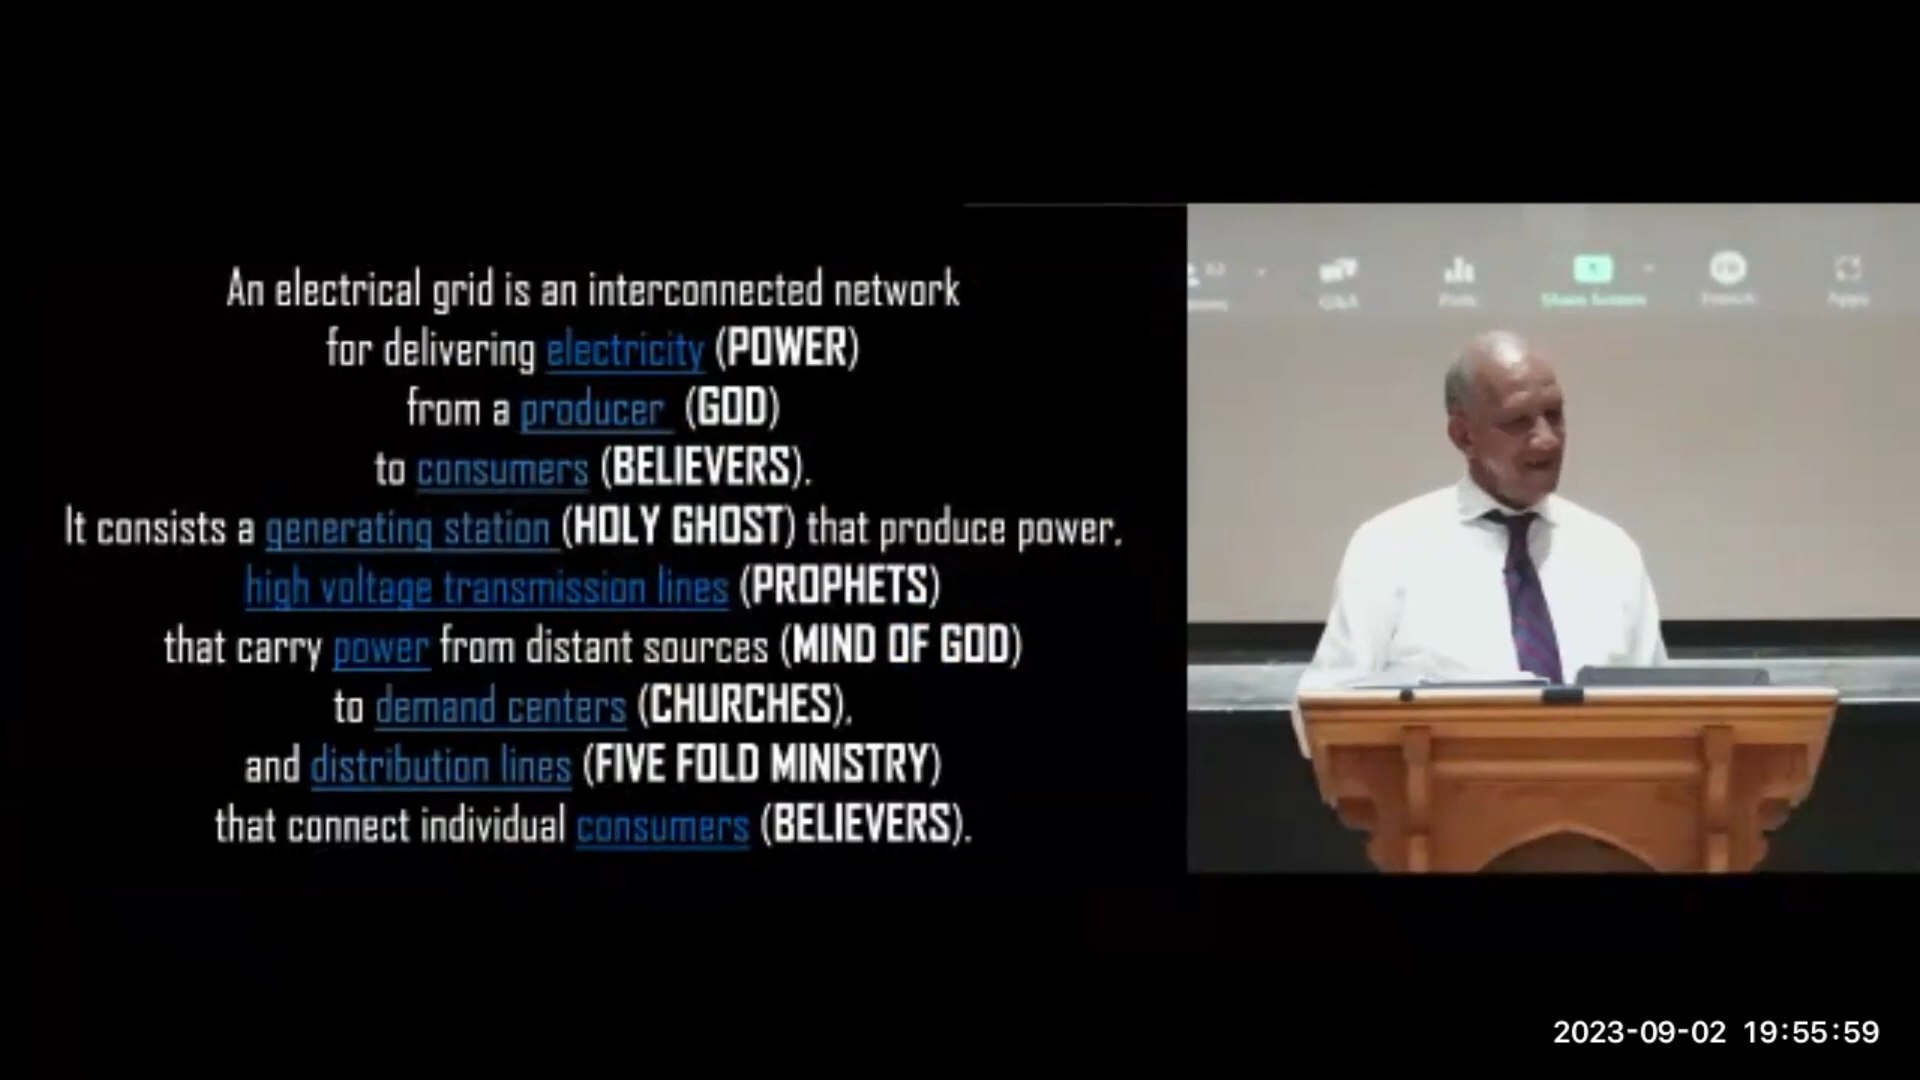 An electrical grid is an interconnected network
for delivering electricity (POWER)
from a producer (GOD)
to consumers (BELIEVERS).
It consists a generating station (HOLY GHOST) that produce power,
high voltage transmission lines (PROPHETS)
that carry power from distant sources (MIND OF GOD)
to demand centers (CHURCHES),
and distribution lines (FIVE FOLD MINISTRY)
that connect individual consumers (BELIEVERS).
Q&A
Polls
Share Screen
Apps
2023-09-02 19:55:59